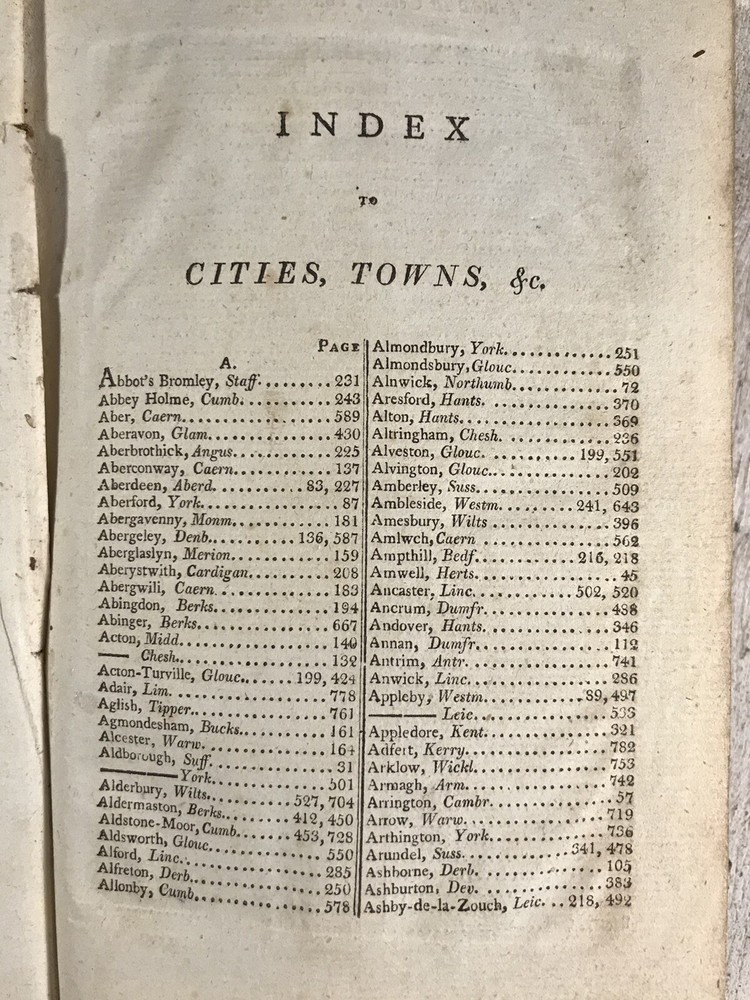 INDEX
TO
CITIES, TOWNS, &c.
PAGE
A.
Abbot's Bromley, Staff. ........ 231
Abbey Holme, Cumb. .......... 243
Aber, Caern. ................ 589
Aberavon, Glam. ............. 430
Aberbrothick, Angus. .......... 225
Aberconway, Caern. ........... 137
Aberdeen, Aberd. ......... 83, 227
Aberford, York. ............... 87
Abergavenny, Monm. .......... 181
Abergeley, Denb. ......... 136, 587
Aberglaslyn, Merion. .......... 159
Aberystwith, Cardigan. ........ 208
Abergwili, Caern. ............ 183
Abingdon, Berks. ............. 194
Abinger, Berks. .............. 667
Acton, Midd. ................ 140
—— Chesh. ................. 132
Acton-Turville, Glouc. ..... 199, 424
Adair, Lim. ................. 778
Aglish, Tipper. .............. 761
Agmondesham, Bucks. ......... 161
Alcester, Warw. ............. 164
Aldborough, Suff. ............ 31
—— York. .................. 501
Alderbury, Wilts. ........ 527, 704
Aldermaston, Berks. ...... 412, 450
Aldstone-Moor, Cumb. ..... 453, 728
Aldsworth, Glouc. ............ 550
Alford, Linc. ................ 285
Alfreton, Derb. .............. 250
Allonby, Cumb. .............. 578
Almondbury, York. ............ 251
Almondsbury, Glouc. .......... 550
Alnwick, Northumb. ........... 72
Aresford, Hants. ............. 370
Alton, Hants. ................ 369
Altringham, Chesh. ........... 236
Alveston, Glouc. ......... 199, 551
Alvington, Glouc. ............ 202
Amberley, Suss. .............. 509
Ambleside, Westm. ........ 241, 643
Amesbury, Wilts ............. 396
Amlwch, Caern .............. 562
Ampthill, Bedf. .......... 216, 218
Amwell, Herts. ............... 45
Ancaster, Linc. .......... 502, 520
Ancrum, Dumfr. .............. 488
Andover, Hants. .............. 346
Annan, Dumfr. ............... 112
Antrim, Antr. ................ 741
Anwick, Linc. ................ 286
Appleby, Westm. .......... 89, 497
—— Leic. .................. 533
Appledore, Kent. ............. 321
Adfert, Kerry. ............... 782
Arklow, Wickl. ............... 753
Armagh, Arm. ................ 742
Arrington, Cambr. ............. 57
Arrow, Warw. ................ 719
Arthington, York. ............ 736
Arundel, Suss. ........... 341, 478
Ashborne, Derb. .............. 105
Ashburton, Dev. .............. 383
Ashby-de-la-Zouch, Leic. ... 218, 492